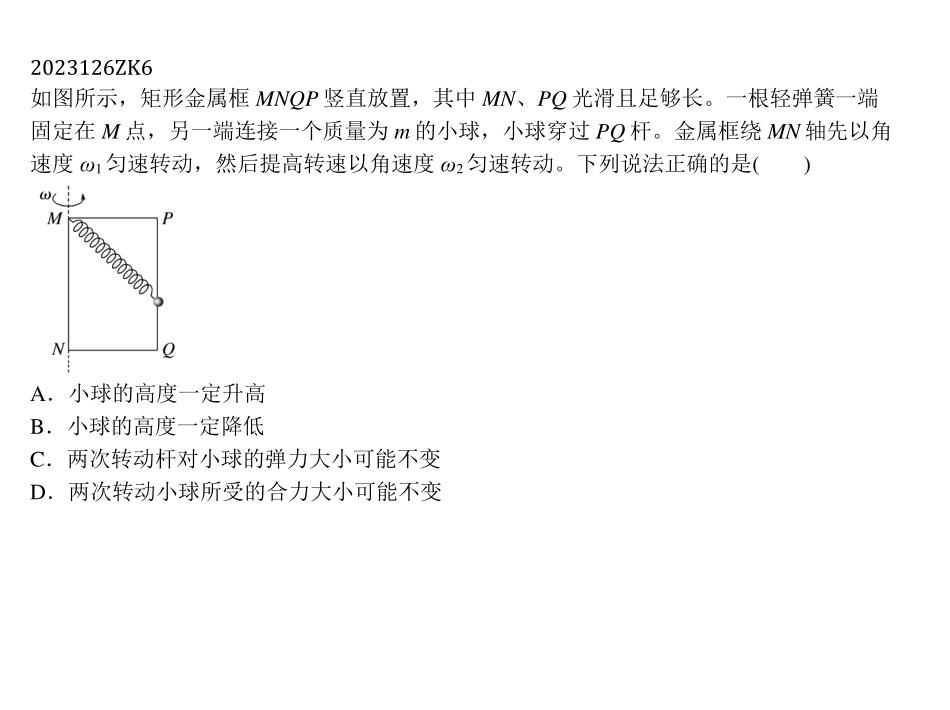 2023126ZK6
如图所示，矩形金属框 MNQP 竖直放置，其中 MN、PQ 光滑且足够长。一根轻弹簧一端
固定在 M 点，另一端连接一个质量为 m 的小球，小球穿过 PQ 杆。金属框绕 MN 轴先以角
速度 ω₁ 匀速转动，然后提高转速以角速度 ω₂ 匀速转动。下列说法正确的是(　　)
ω
M P
N Q
A．小球的高度一定升高
B．小球的高度一定降低
C．两次转动杆对小球的弹力大小可能不变
D．两次转动小球所受的合力大小可能不变